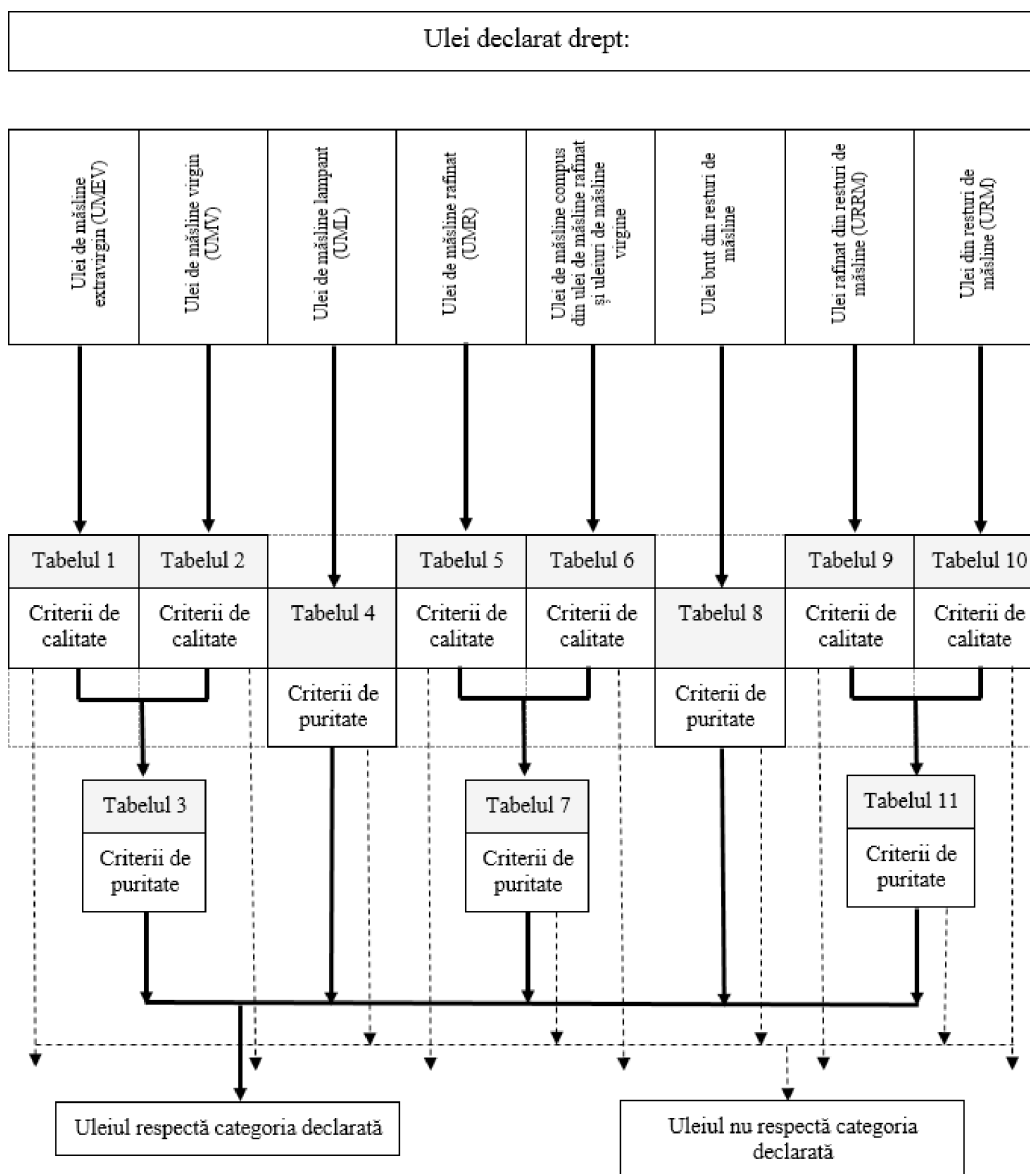 Ulei declarat drept:
Ulei de măsline
extravirgin (UMEV)
Ulei de măsline virgin
(UMV)
Ulei de măsline lampant
(UML)
Ulei de măsline rafinat
(UMR)
Ulei de măsline compus
din ulei de măsline rafinat
și uleiuri de măsline
virgine
Ulei brut din resturi de
măsline
Ulei rafinat din resturi de
măsline (URRM)
Ulei din resturi de
măsline (URM)
Tabelul 1
Criterii de
calitate
Tabelul 2
Criterii de
calitate
Tabelul 4
Criterii de
puritate
Tabelul 5
Criterii de
calitate
Tabelul 6
Criterii de
calitate
Tabelul 8
Criterii de
puritate
Tabelul 9
Criterii de
calitate
Tabelul 10
Criterii de
calitate
Tabelul 3
Criterii de
puritate
Tabelul 7
Criterii de
puritate
Tabelul 11
Criterii de
puritate
Uleiul respectă categoria declarată
Uleiul nu respectă categoria
declarată